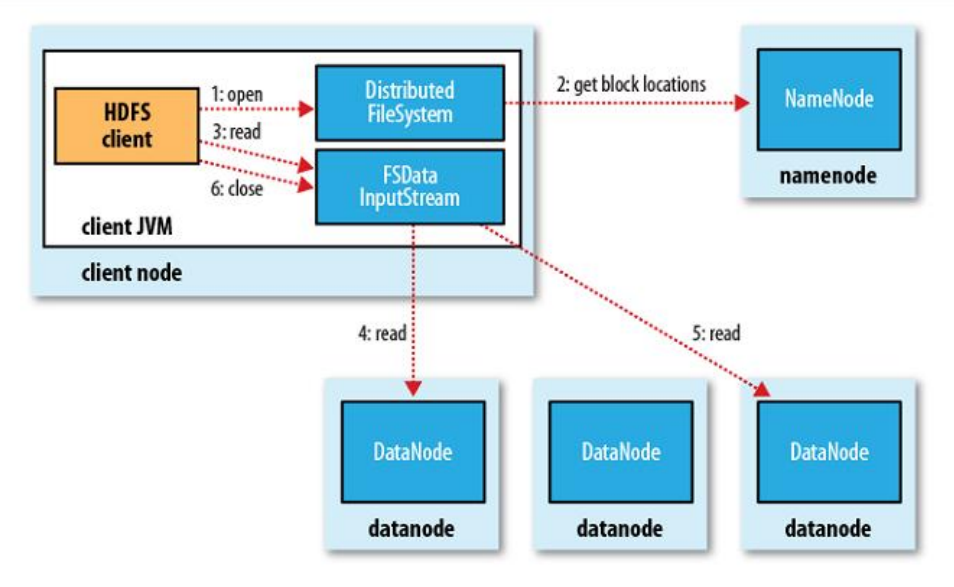 HDFS
client
1: open
3: read
6: close
Distributed
FileSystem
FSData
InputStream
client JVM
client node
2: get block locations
NameNode
namenode
4: read
5: read
DataNode
datanode
DataNode
datanode
DataNode
datanode